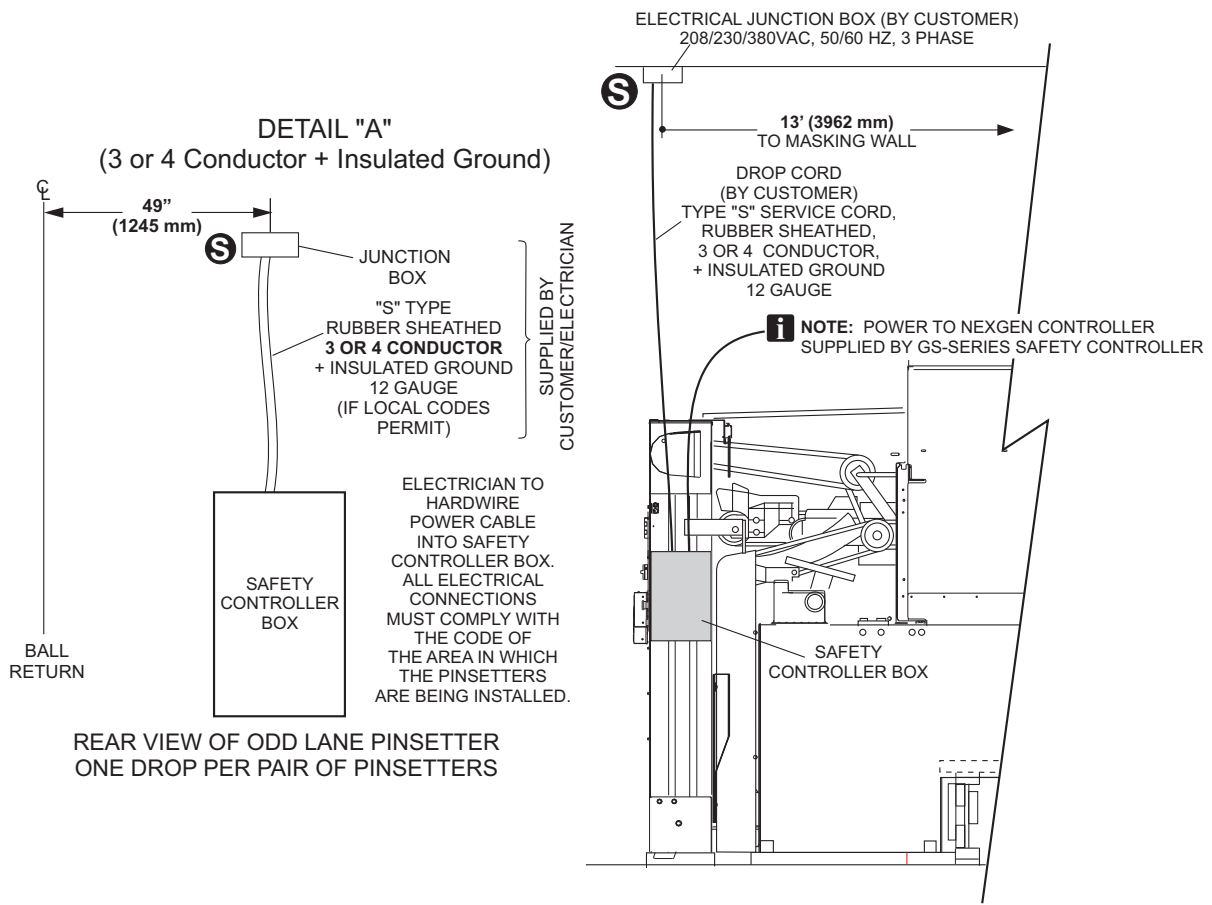 ELECTRICAL JUNCTION BOX (BY CUSTOMER)
208/230/380VAC, 50/60 HZ, 3 PHASE
S
13' (3962 mm)
TO MASKING WALL
DROP CORD
(BY CUSTOMER)
TYPE "S" SERVICE CORD,
RUBBER SHEATHED,
3 OR 4 CONDUCTOR,
+ INSULATED GROUND
12 GAUGE
i NOTE: POWER TO NEXGEN CONTROLLER
SUPPLIED BY GS-SERIES SAFETY CONTROLLER
SAFETY
CONTROLLER BOX
DETAIL "A"
(3 or 4 Conductor + Insulated Ground)
℄
49”
(1245 mm)
S
JUNCTION
BOX
"S" TYPE
RUBBER SHEATHED
3 OR 4 CONDUCTOR
+ INSULATED GROUND
12 GAUGE
(IF LOCAL CODES
PERMIT)
SUPPLIED BY
CUSTOMER/ELECTRICIAN
ELECTRICIAN TO
HARDWIRE
POWER CABLE
INTO SAFETY
CONTROLLER BOX.
ALL ELECTRICAL
CONNECTIONS
MUST COMPLY WITH
THE CODE OF
THE AREA IN WHICH
THE PINSETTERS
ARE BEING INSTALLED.
SAFETY
CONTROLLER
BOX
BALL
RETURN
REAR VIEW OF ODD LANE PINSETTER
ONE DROP PER PAIR OF PINSETTERS